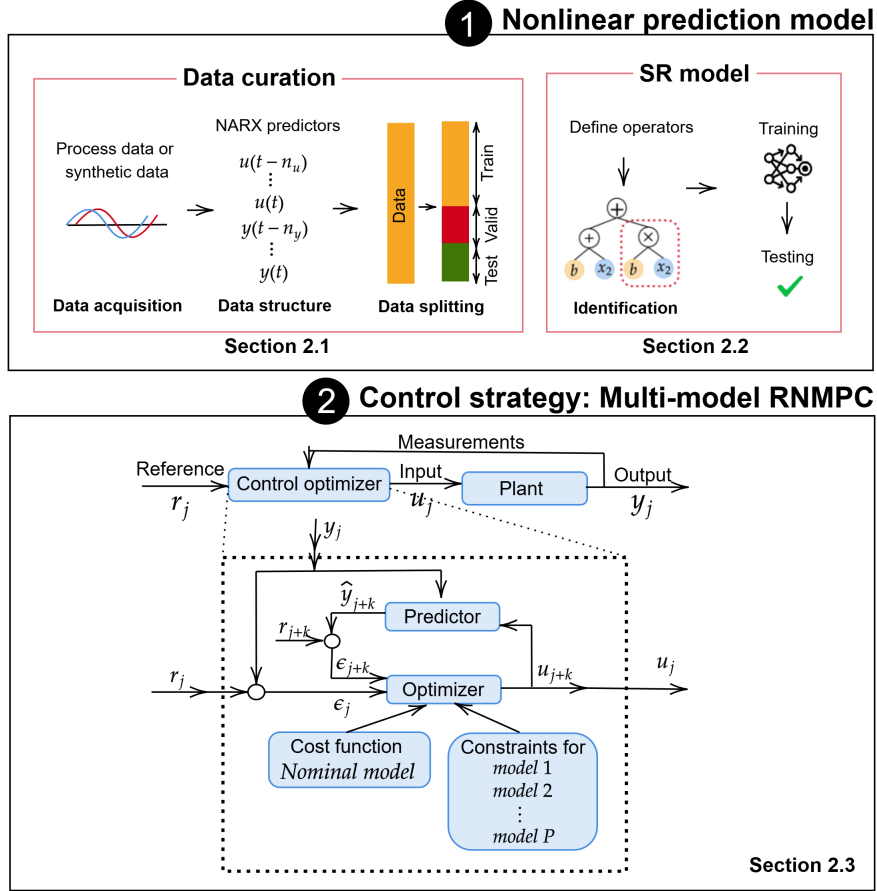 1 Nonlinear prediction model
Data curation
Process data or
synthetic data
Data acquisition
NARX predictors
u(t − n_u)
⋮
u(t)
y(t − n_y)
⋮
y(t)
Data structure
Data
Train
Valid
Test
Data splitting
Section 2.1
SR model
Define operators
+
+
×
b
x_2
b
x_2
Identification
Training
Testing
Section 2.2
2 Control strategy: Multi-model RNMPC
Measurements
Reference
r_j
Control optimizer
Input
u_j
Plant
Output
y_j
y_j
ŷ_{j+k}
Predictor
r_{j+k}
ϵ_{j+k}
r_j
ϵ_j
Optimizer
u_{j+k}
u_j
Cost function
Nominal model
Constraints for
model 1
model 2
⋮
model P
Section 2.3